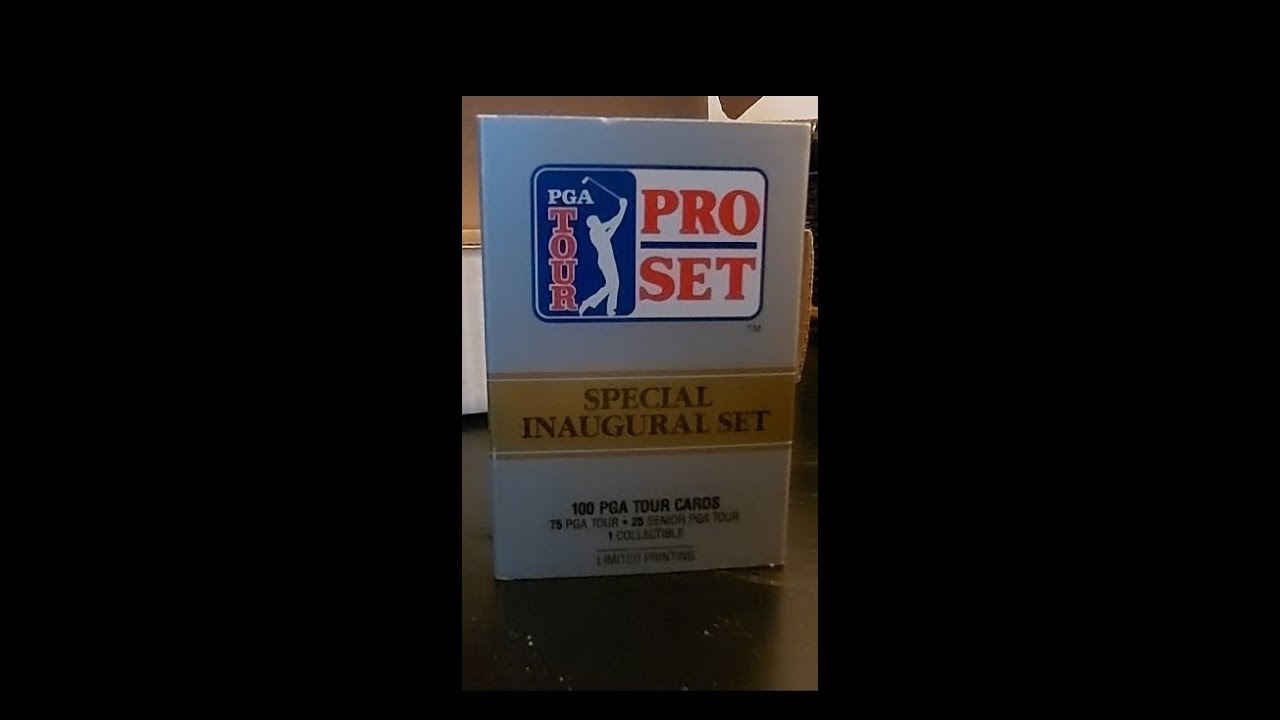 PGA
TOUR
PRO
SET
TM
SPECIAL
INAUGURAL SET
100 PGA TOUR CARDS
75 PGA TOUR • 25 SENIOR PGA TOUR
1 COLLECTIBLE
LIMITED PRINTING